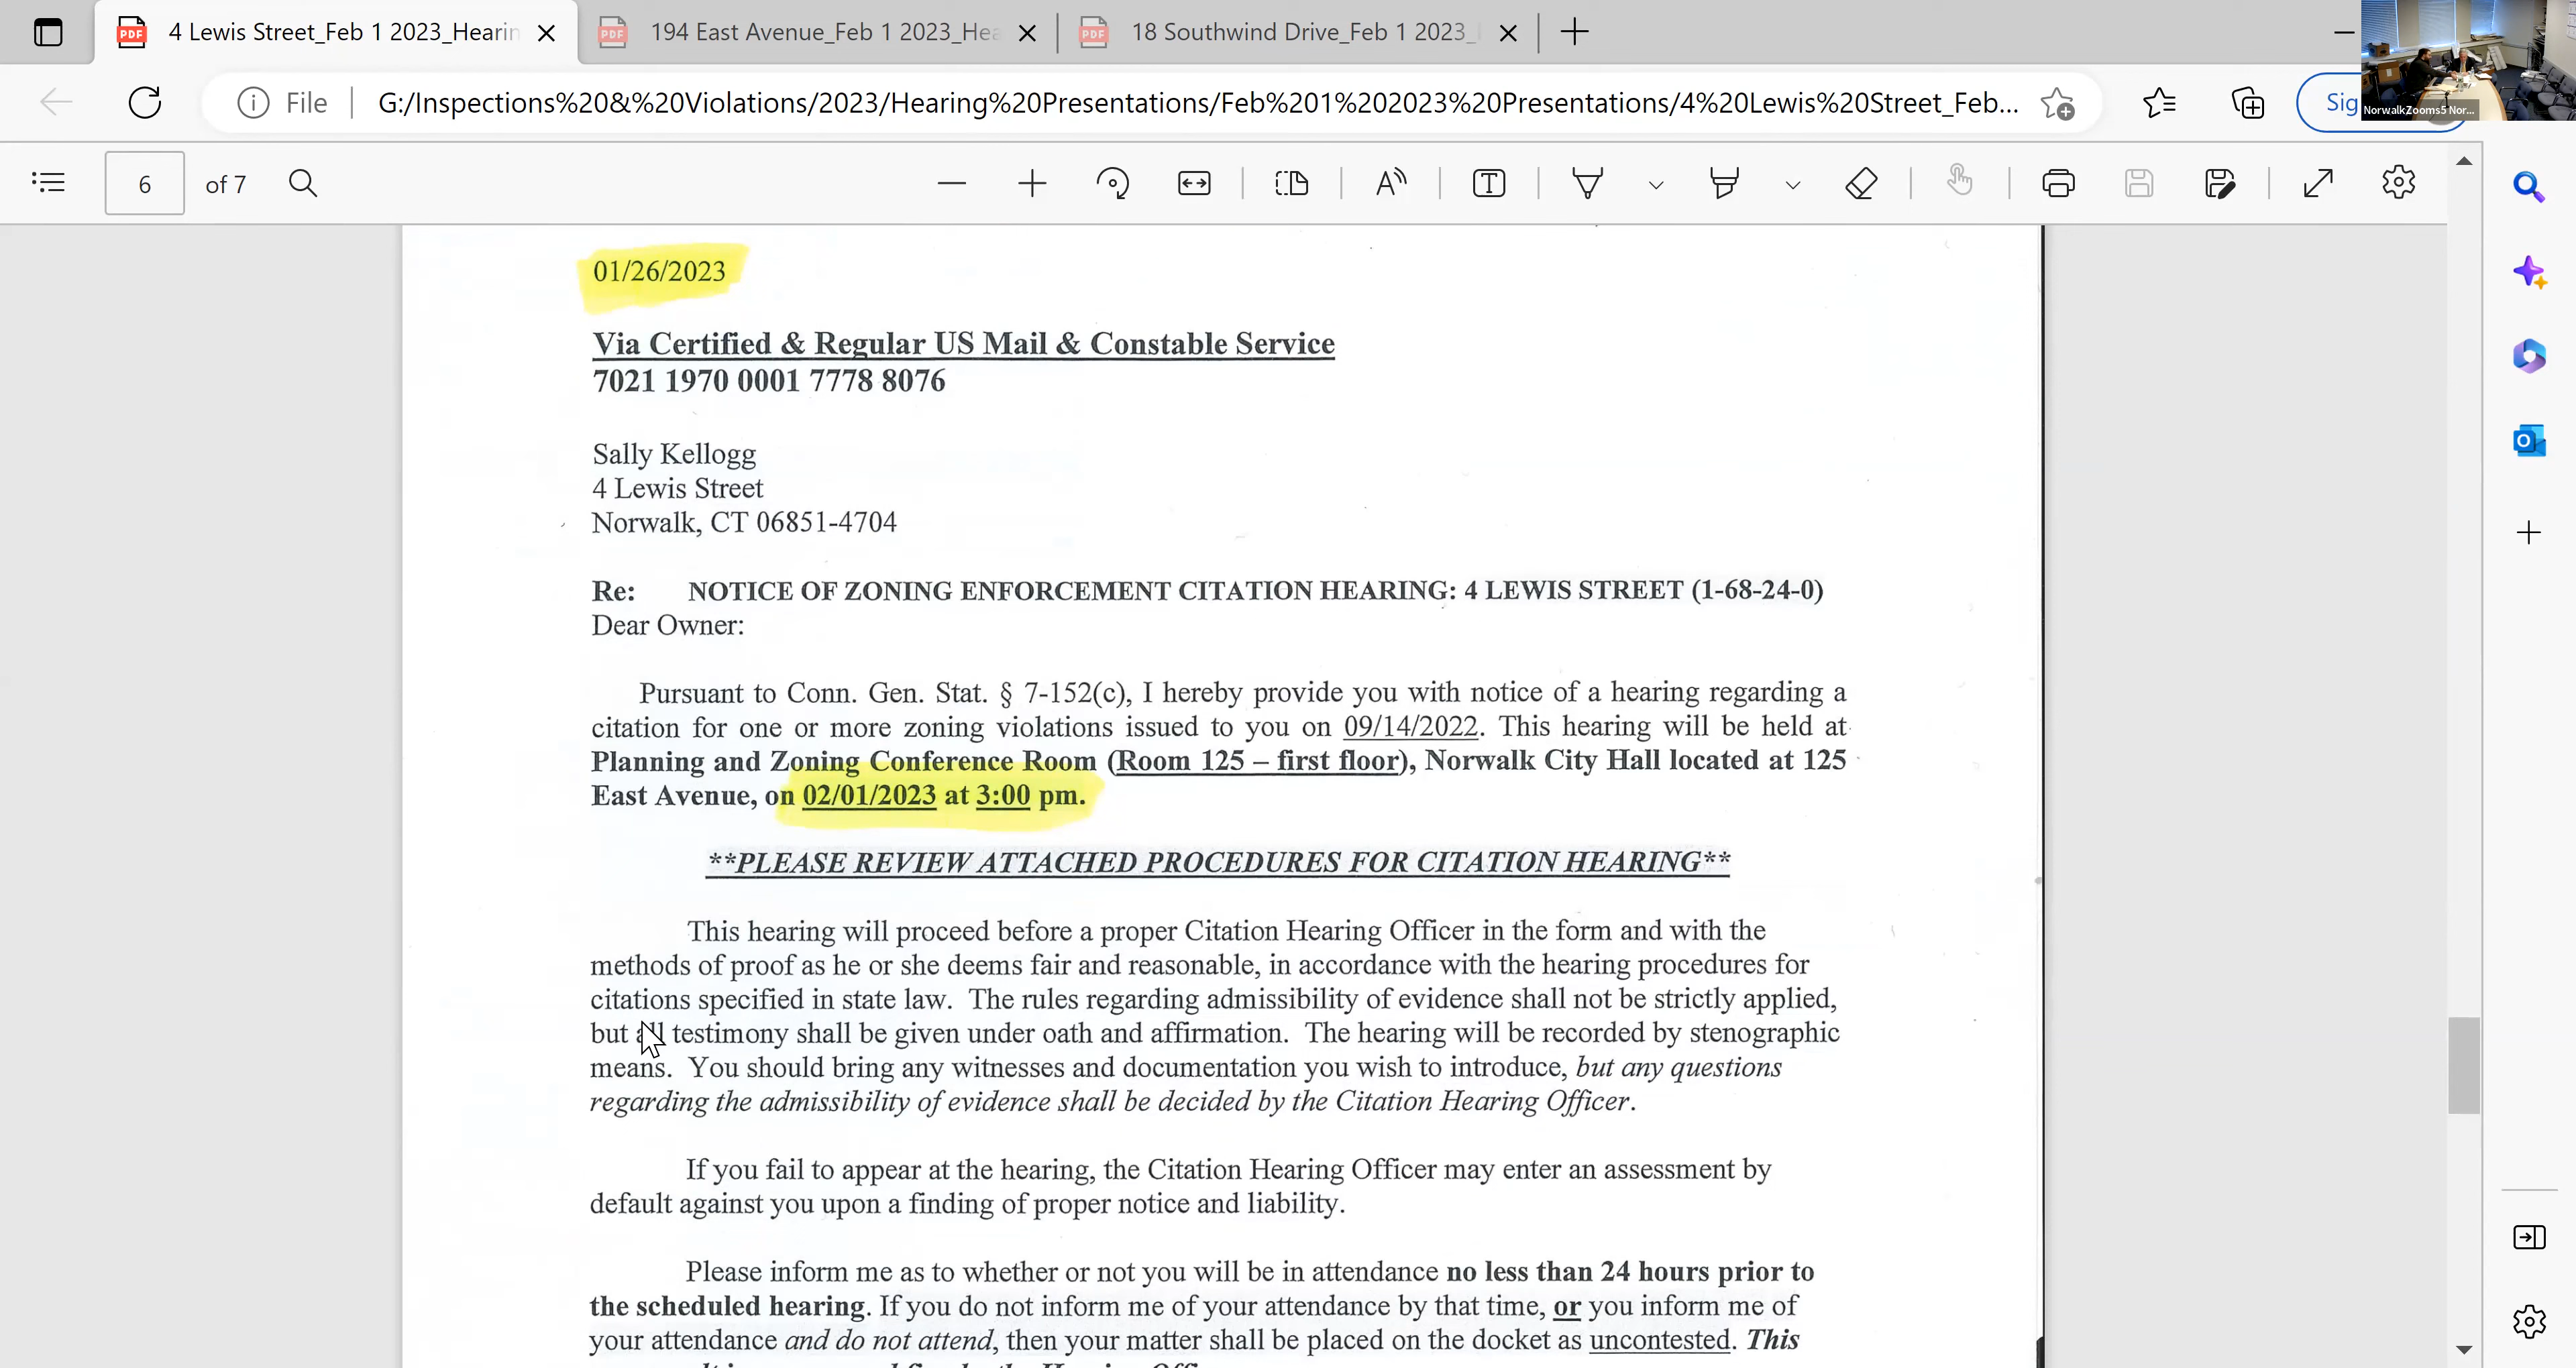 4 Lewis Street_Feb 1 2023_Hearin
194 East Avenue_Feb 1 2023_Hea
18 Southwind Drive_Feb 1 2023_
File
G:/Inspections%20&%20Violations/2023/Hearing%20Presentations/Feb%201%202023%20Presentations/4%20Lewis%20Street_Feb...
Sig
NorwalkZooms5 Nor...
6 of 7
01/26/2023
Via Certified & Regular US Mail & Constable Service
7021 1970 0001 7778 8076
Sally Kellogg
4 Lewis Street
Norwalk, CT 06851-4704
Re: NOTICE OF ZONING ENFORCEMENT CITATION HEARING: 4 LEWIS STREET (1-68-24-0)
Dear Owner:
Pursuant to Conn. Gen. Stat. § 7-152(c), I hereby provide you with notice of a hearing regarding a
citation for one or more zoning violations issued to you on 09/14/2022. This hearing will be held at
Planning and Zoning Conference Room (Room 125 – first floor), Norwalk City Hall located at 125
East Avenue, on 02/01/2023 at 3:00 pm.
**PLEASE REVIEW ATTACHED PROCEDURES FOR CITATION HEARING**
This hearing will proceed before a proper Citation Hearing Officer in the form and with the
methods of proof as he or she deems fair and reasonable, in accordance with the hearing procedures for
citations specified in state law. The rules regarding admissibility of evidence shall not be strictly applied,
but all testimony shall be given under oath and affirmation. The hearing will be recorded by stenographic
means. You should bring any witnesses and documentation you wish to introduce, but any questions
regarding the admissibility of evidence shall be decided by the Citation Hearing Officer.
If you fail to appear at the hearing, the Citation Hearing Officer may enter an assessment by
default against you upon a finding of proper notice and liability.
Please inform me as to whether or not you will be in attendance no less than 24 hours prior to
the scheduled hearing. If you do not inform me of your attendance by that time, or you inform me of
your attendance and do not attend, then your matter shall be placed on the docket as uncontested. This